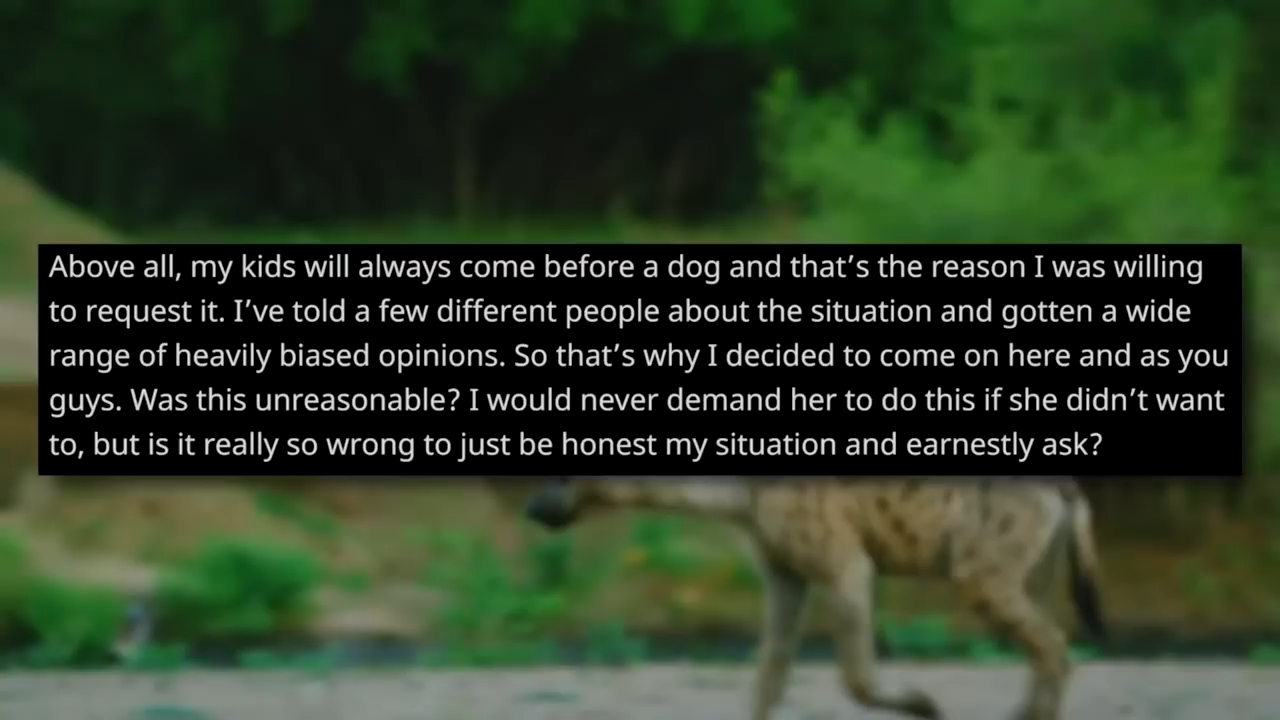 Above all, my kids will always come before a dog and that’s the reason I was willing
to request it. I’ve told a few different people about the situation and gotten a wide
range of heavily biased opinions. So that’s why I decided to come on here and as you
guys. Was this unreasonable? I would never demand her to do this if she didn’t want
to, but is it really so wrong to just be honest my situation and earnestly ask?